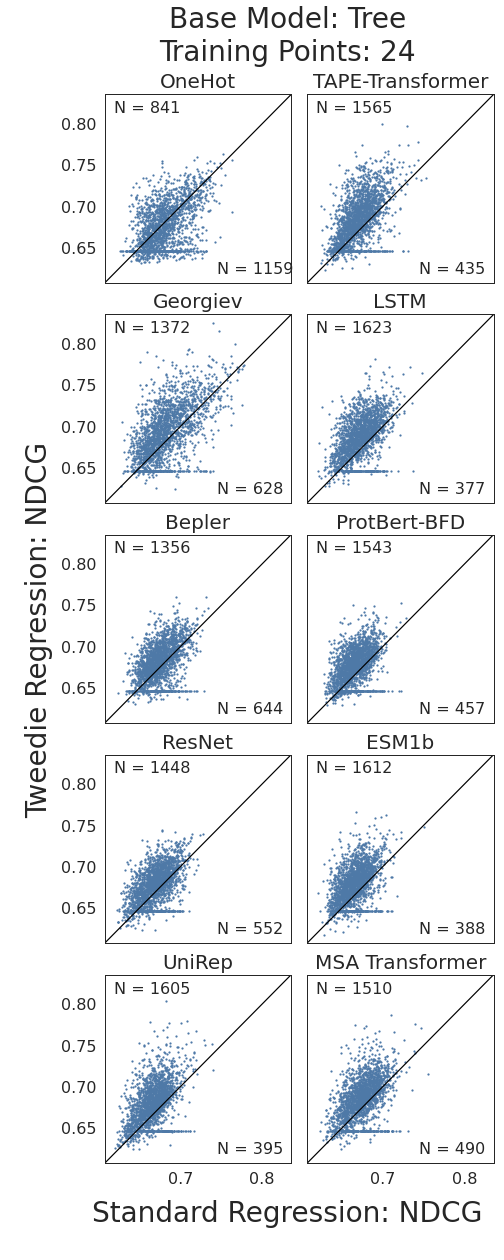 Base Model: Tree
Training Points: 24
OneHot
TAPE-Transformer
N = 841
N = 1565
0.80
0.75
0.70
0.65
N = 1159
N = 435
Georgiev
LSTM
N = 1372
N = 1623
0.80
0.75
0.70
0.65
N = 628
N = 377
Bepler
ProtBert-BFD
N = 1356
N = 1543
0.80
0.75
0.70
0.65
N = 644
N = 457
ResNet
ESM1b
N = 1448
N = 1612
0.80
0.75
0.70
0.65
N = 552
N = 388
UniRep
MSA Transformer
N = 1605
N = 1510
0.80
0.75
0.70
0.65
N = 395
N = 490
0.7 0.8
0.7 0.8
Tweedie Regression: NDCG
Standard Regression: NDCG